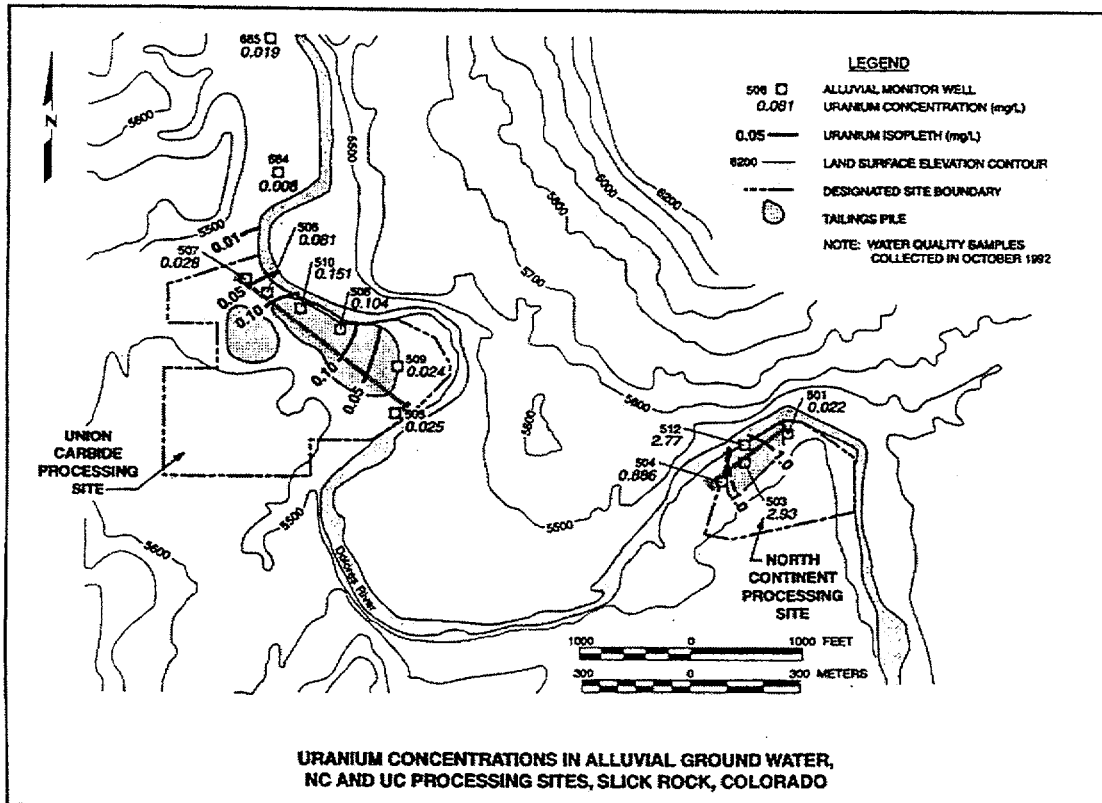 685
0.019
684
0.006
5600
5500
5500
N
6000
6200
5800
5700
LEGEND
506
0.081
ALLUVIAL MONITOR WELL
URANIUM CONCENTRATION (mg/L)
0.05
URANIUM ISOPLETH (mg/L)
6200
LAND SURFACE ELEVATION CONTOUR
DESIGNATED SITE BOUNDARY
TAILINGS PILE
NOTE: WATER QUALITY SAMPLES
COLLECTED IN OCTOBER 1992
507
0.028
0.01
506
0.081
510
0.151
508
0.104
0.05
0.10
509
0.024
0.10
0.05
505
0.025
5600
5600
501
0.022
512
2.77
504
0.886
503
2.93
UNION
CARBIDE
PROCESSING
SITE
5500
5600
5500
Dolores River
NORTH
CONTINENT
PROCESSING
SITE
1000 0 1000 FEET
300 0 300 METERS
URANIUM CONCENTRATIONS IN ALLUVIAL GROUND WATER,
NC AND UC PROCESSING SITES, SLICK ROCK, COLORADO